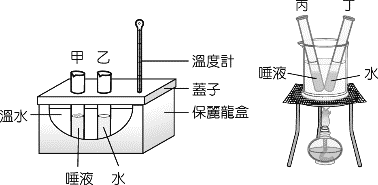 甲 乙
溫度計
蓋子
溫水
保麗龍盒
唾液 水
丙 丁
唾液 水